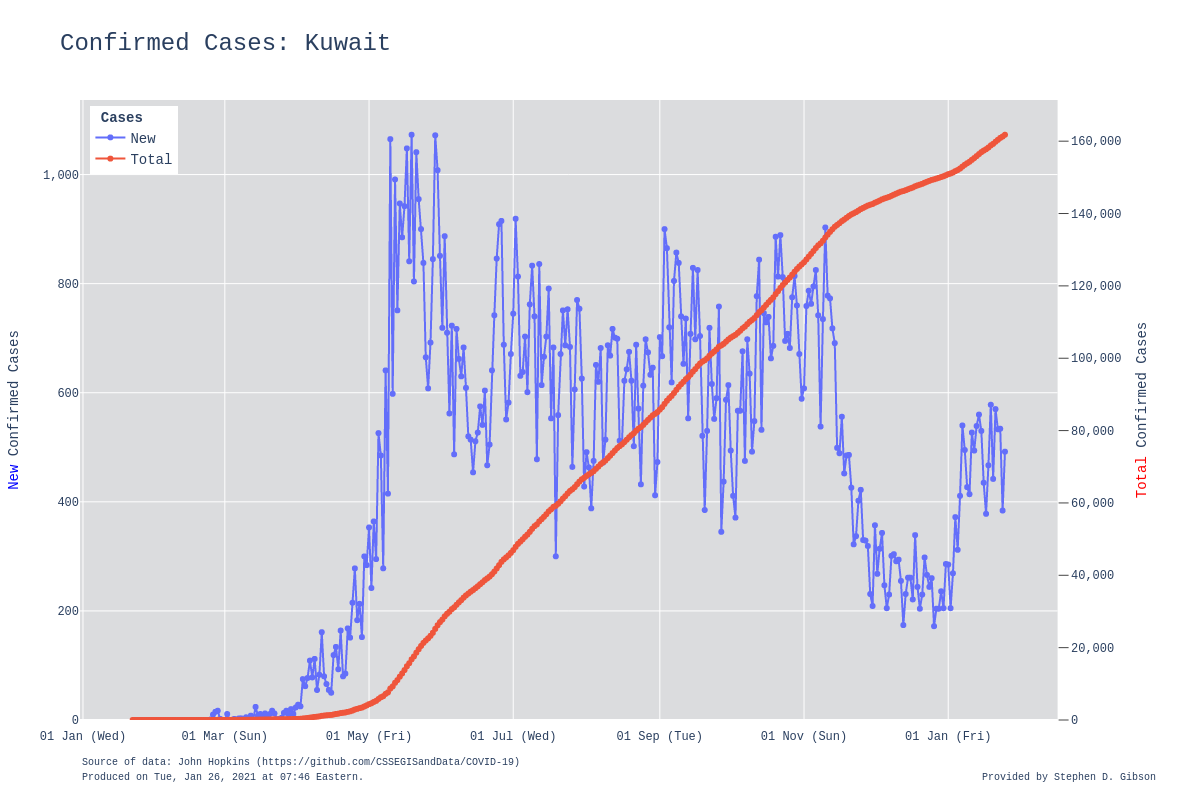 Confirmed Cases: Kuwait
Cases
New
Total
1,000
800
600
400
200
0
160,000
140,000
120,000
100,000
80,000
60,000
40,000
20,000
0
New Confirmed Cases
Total Confirmed Cases
01 Jan (Wed)
01 Mar (Sun)
01 May (Fri)
01 Jul (Wed)
01 Sep (Tue)
01 Nov (Sun)
01 Jan (Fri)
Source of data: John Hopkins (https://github.com/CSSEGISandData/COVID-19)
Produced on Tue, Jan 26, 2021 at 07:46 Eastern.
Provided by Stephen D. Gibson